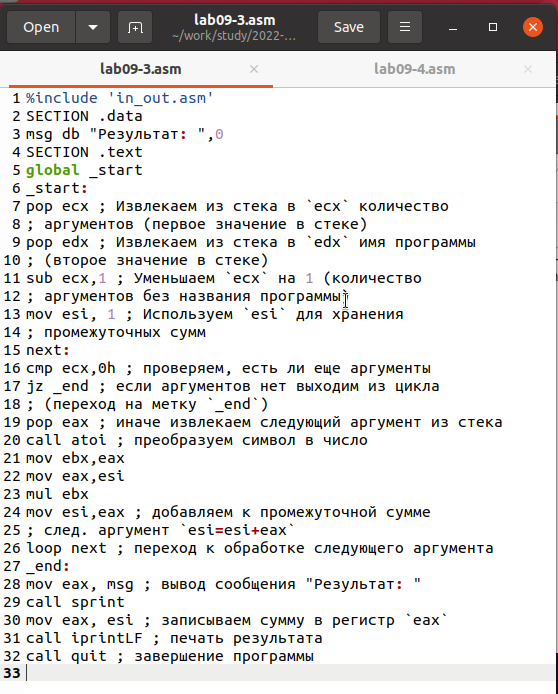 Open
lab09-3.asm
~/work/study/2022-...
Save
lab09-3.asm
lab09-4.asm
1 %include 'in_out.asm'
2 SECTION .data
3 msg db "Результат: ",0
4 SECTION .text
5 global _start
6 _start:
7 pop ecx ; Извлекаем из стека в `ecx` количество
8 ; аргументов (первое значение в стеке)
9 pop edx ; Извлекаем из стека в `edx` имя программы
10 ; (второе значение в стеке)
11 sub ecx,1 ; Уменьшаем `ecx` на 1 (количество
12 ; аргументов без названия программы)
13 mov esi, 1 ; Используем `esi` для хранения
14 ; промежуточных сумм
15 next:
16 cmp ecx,0h ; проверяем, есть ли еще аргументы
17 jz _end ; если аргументов нет выходим из цикла
18 ; (переход на метку `_end`)
19 pop eax ; иначе извлекаем следующий аргумент из стека
20 call atoi ; преобразуем символ в число
21 mov ebx,eax
22 mov eax,esi
23 mul ebx
24 mov esi,eax ; добавляем к промежуточной сумме
25 ; след. аргумент `esi=esi+eax`
26 loop next ; переход к обработке следующего аргумента
27 _end:
28 mov eax, msg ; вывод сообщения "Результат: "
29 call sprint
30 mov eax, esi ; записываем сумму в регистр `eax`
31 call iprintLF ; печать результата
32 call quit ; завершение программы
33